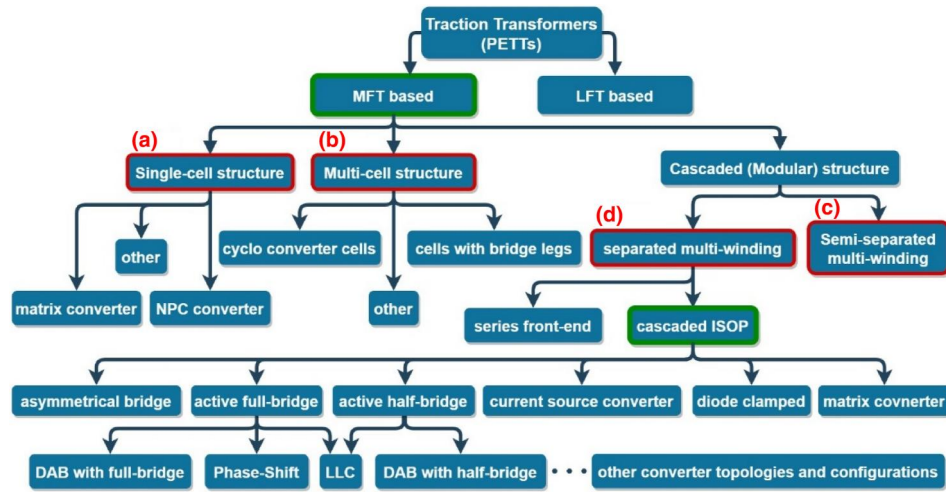 Traction Transformers
(PETTs)
MFT based
LFT based
(a)
Single-cell structure
(b)
Multi-cell structure
Cascaded (Modular) structure
(d)
(c)
other
cyclo converter cells
cells with bridge legs
separated multi-winding
Semi-separated
multi-winding
matrix converter
NPC converter
other
series front-end
cascaded ISOP
asymmetrical bridge
active full-bridge
active half-bridge
current source converter
diode clamped
matrix covnerter
DAB with full-bridge
Phase-Shift
LLC
DAB with half-bridge
other converter topologies and configurations